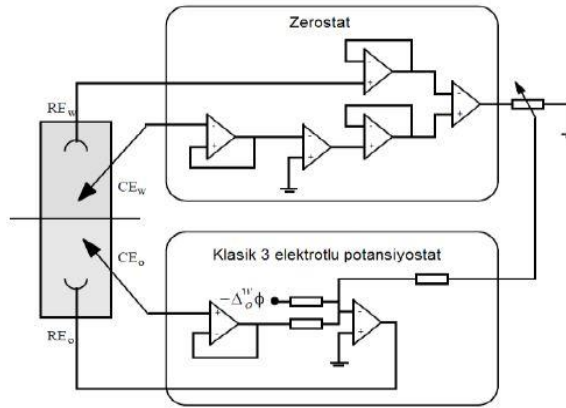 Zerostat
RE_w
CE_w
CE_o
RE_o
Klasik 3 elektrotlu potansiyostat
−Δ_o^w ϕ